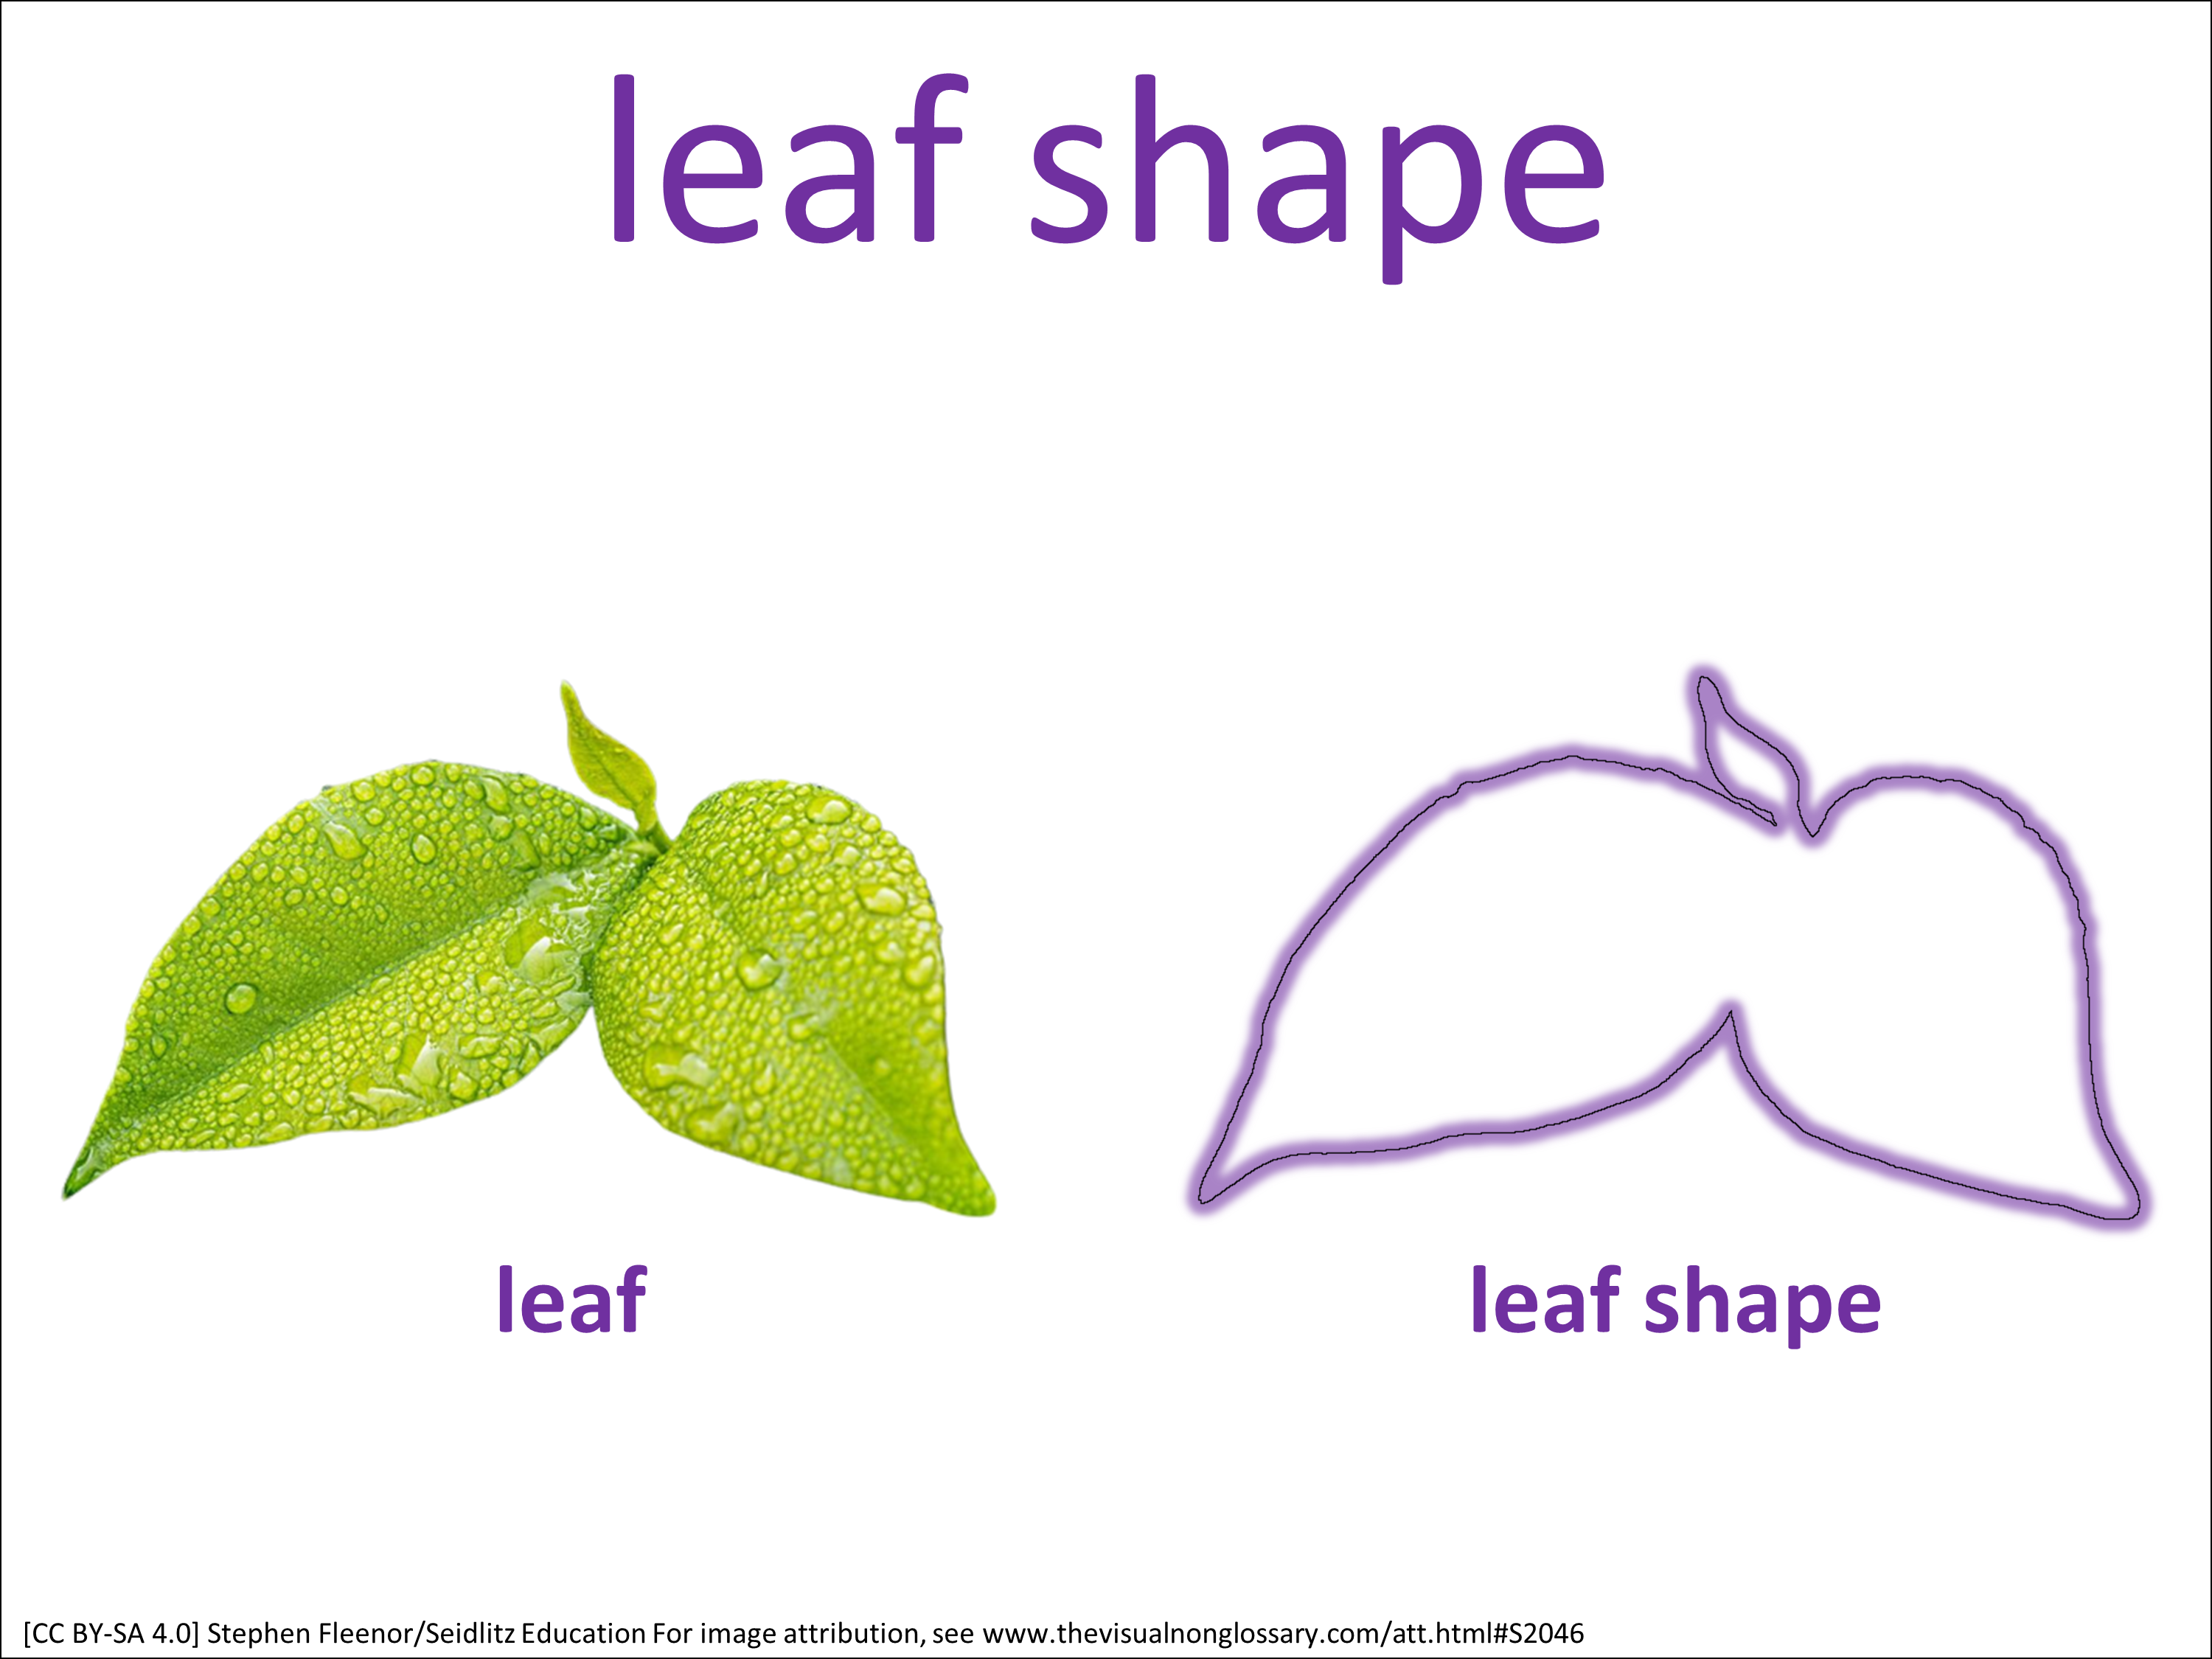 leaf shape
leaf
leaf shape
[CC BY-SA 4.0] Stephen Fleenor/Seidlitz Education For image attribution, see www.thevisualnonglossary.com/att.html#S2046